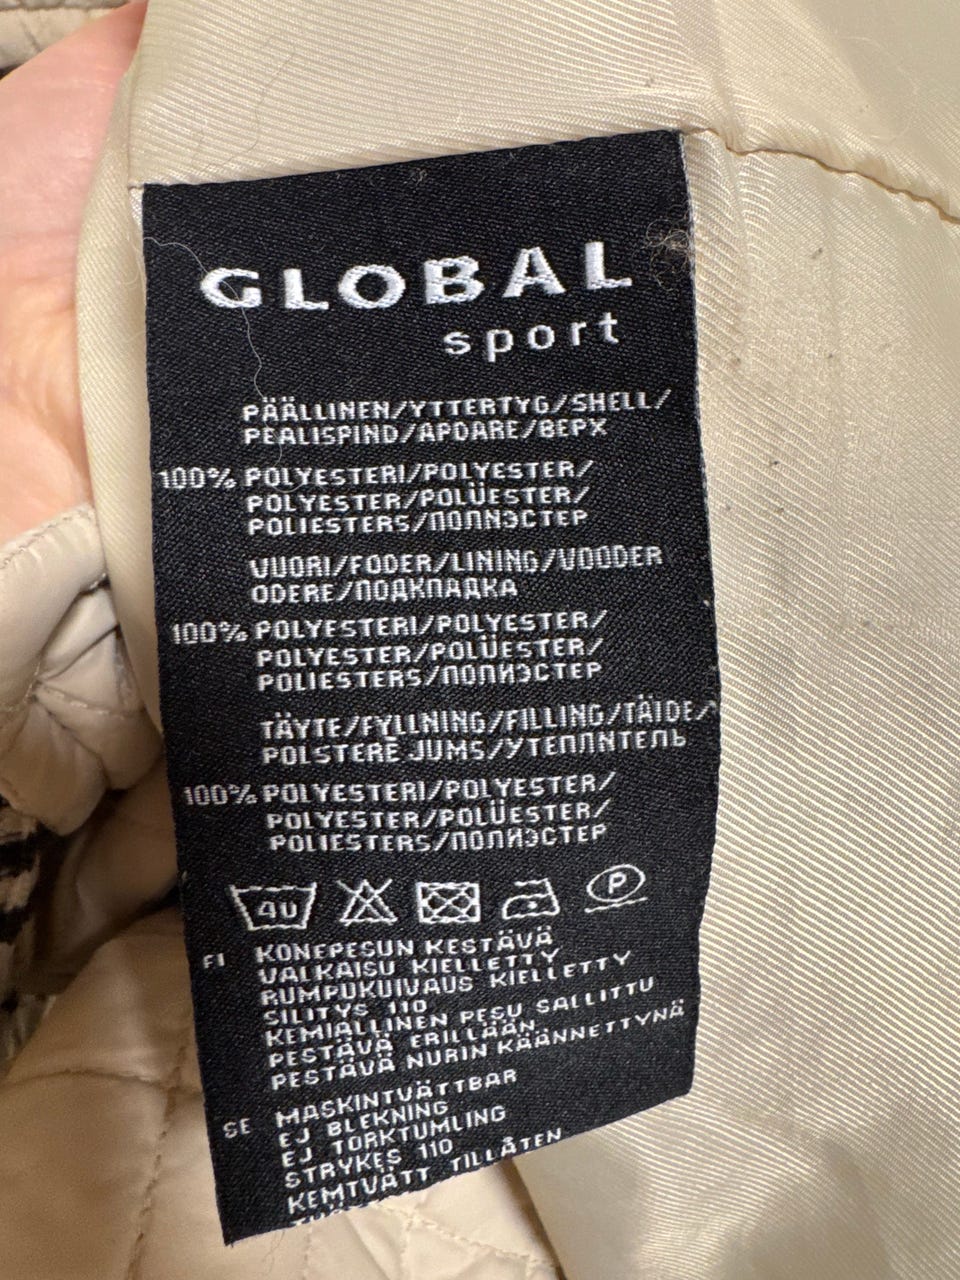 GLOBAL
sport
PÄÄLLINEN/YTTERTYG/SHELL/
PEALISPIND/APDARE/ВЕРХ
100% POLYESTERI/POLYESTER/
POLYESTER/POLÜESTER/
POLIESTERS/ПОЛИЭСТЕР
VUORI/FODER/LINING/VOODER
ODERE/ПОДКЛАДКА
100% POLYESTERI/POLYESTER/
POLYESTER/POLÜESTER/
POLIESTERS/ПОЛИЭСТЕР
TÄYTE/FYLLNING/FILLING/TÄIDE/
POLSTERĒJUMS/УТЕПЛИТЕЛЬ
100% POLYESTERI/POLYESTER/
POLYESTER/POLÜESTER/
POLIESTERS/ПОЛИЭСТЕР
40 P
FI KONEPESUN KESTÄVÄ
VALKAISU KIELLETTY
RUMPUKUIVAUS KIELLETTY
SILITYS 110
KEMIALLINEN PESU SALLITTU
PESTÄVÄ ERILLÄÄN
PESTÄVÄ NURIN KÄÄNNETTYNÄ
SE MASKINTVÄTTBAR
EJ BLEKNING
EJ TORKTUMLING
STRYKES 110
KEMTVÄTT TILLÅTEN